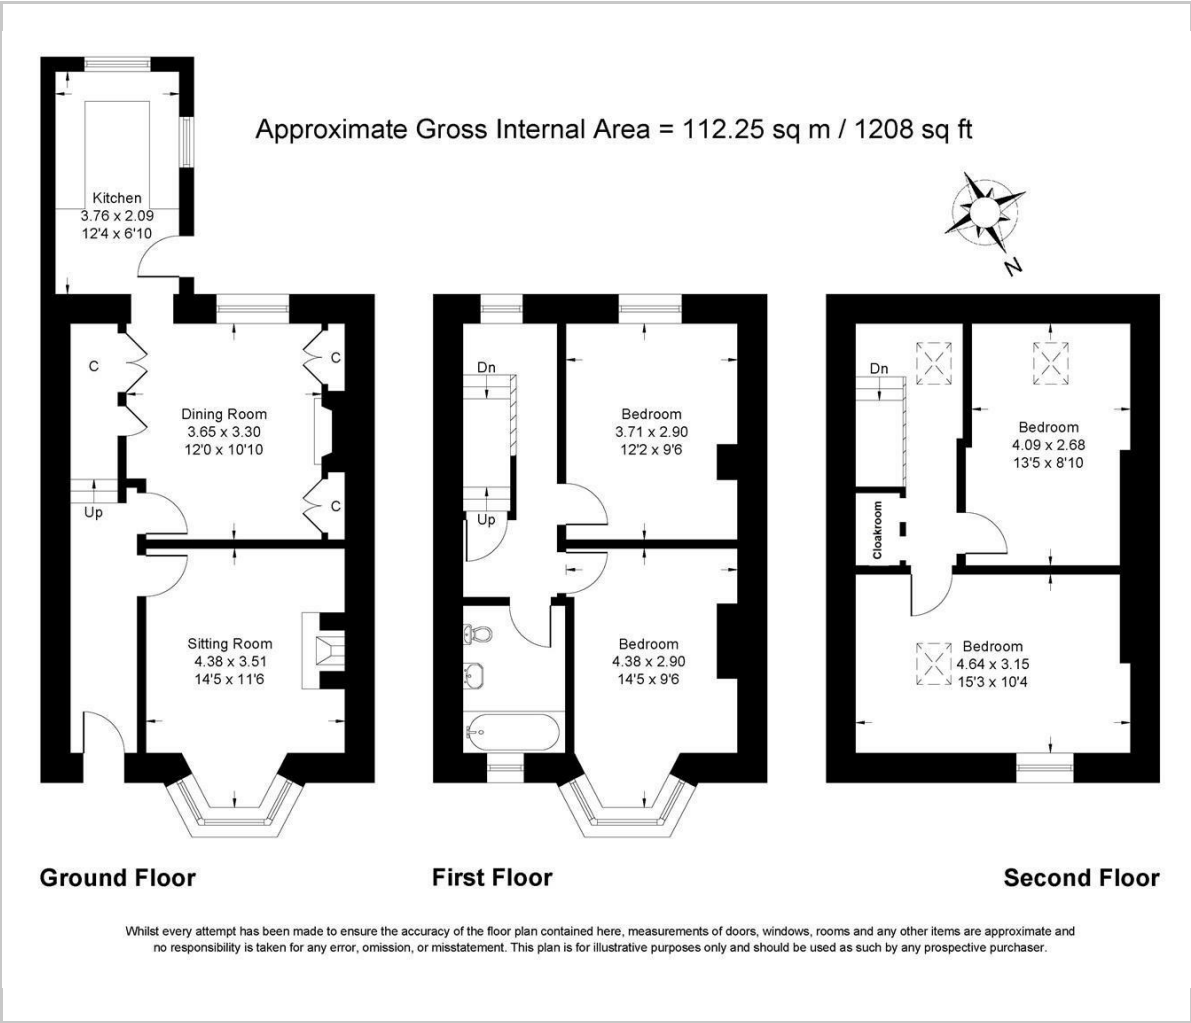 Approximate Gross Internal Area = 112.25 sq m / 1208 sq ft
N
Kitchen
3.76 x 2.09
12'4 x 6'10
C
C
Dining Room
3.65 x 3.30
12'0 x 10'10
C
Up
Sitting Room
4.38 x 3.51
14'5 x 11'6
Ground Floor
Dn
Bedroom
3.71 x 2.90
12'2 x 9'6
Up
Bedroom
4.38 x 2.90
14'5 x 9'6
First Floor
Dn
Bedroom
4.09 x 2.68
13'5 x 8'10
Cloakroom
Bedroom
4.64 x 3.15
15'3 x 10'4
Second Floor
Whilst every attempt has been made to ensure the accuracy of the floor plan contained here, measurements of doors, windows, rooms and any other items are approximate and
no responsibility is taken for any error, omission, or misstatement. This plan is for illustrative purposes only and should be used as such by any prospective purchaser.